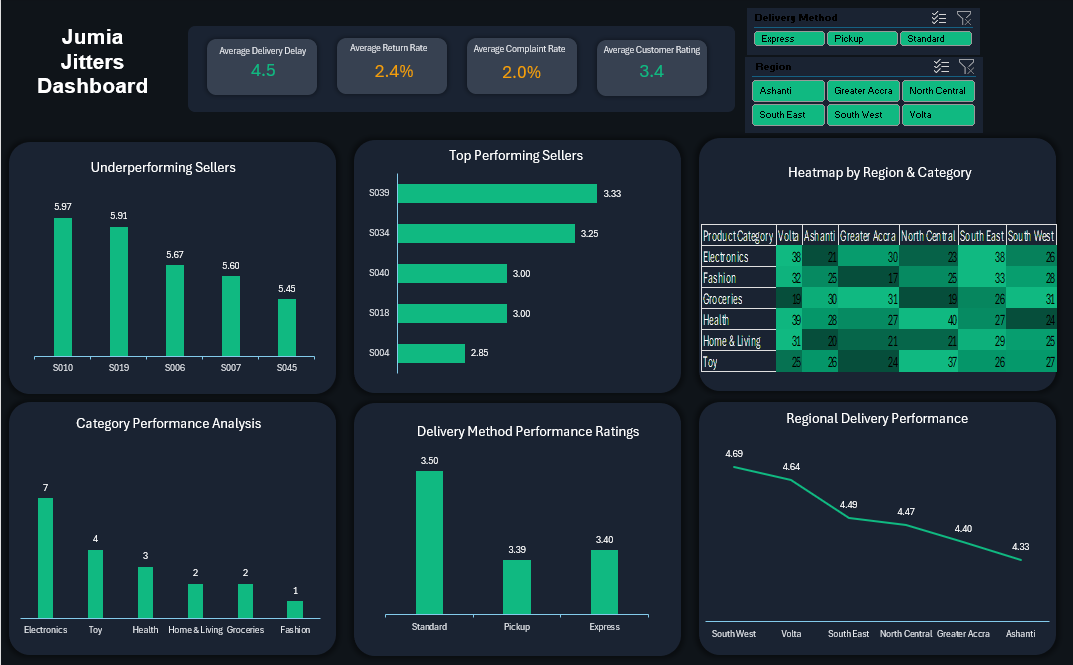 Jumia
Jitters
Dashboard
Average Delivery Delay
4.5
Average Return Rate
2.4%
Average Complaint Rate
2.0%
Average Customer Rating
3.4
Delivery Method
Express Pickup Standard
Region
Ashanti Greater Accra North Central
South East South West Volta
Underperforming Sellers
5.97 5.91 5.67 5.60 5.45
S010 S019 S006 S007 S045
Top Performing Sellers
S039 3.33
S034 3.25
S040 3.00
S018 3.00
S004 2.85
Heatmap by Region & Category
Product Category Volta Ashanti Greater Accra North Central South East South West
Electronics 38 21 30 23 38 26
Fashion 32 25 17 25 33 28
Groceries 19 30 31 19 26 31
Health 39 28 27 40 27 24
Home & Living 31 20 21 21 29 25
Toy 25 26 24 37 26 27
Category Performance Analysis
7 4 3 2 2 1
Electronics Toy Health Home & Living Groceries Fashion
Delivery Method Performance Ratings
3.50 3.39 3.40
Standard Pickup Express
Regional Delivery Performance
4.69 4.64 4.49 4.47 4.40 4.33
South West Volta South East North Central Greater Accra Ashanti